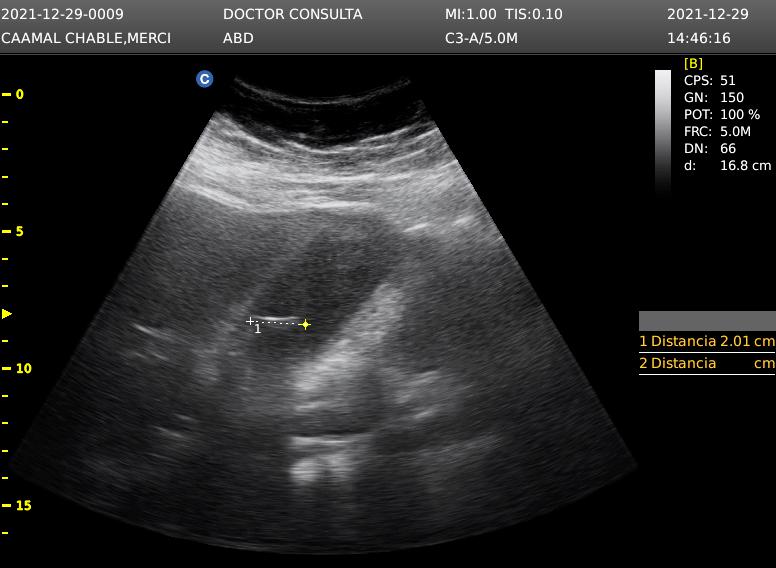 2021-12-29-0009 DOCTOR CONSULTA MI:1.00 TIS:0.10 2021-12-29
CAAMAL CHABLE,MERCI ABD C3-A/5.0M 14:46:16
C
[B]
CPS: 51
GN: 150
POT: 100 %
FRC: 5.0M
DN: 66
d: 16.8 cm
0
5
1
10
15
1 Distancia 2.01 cm
2 Distancia cm